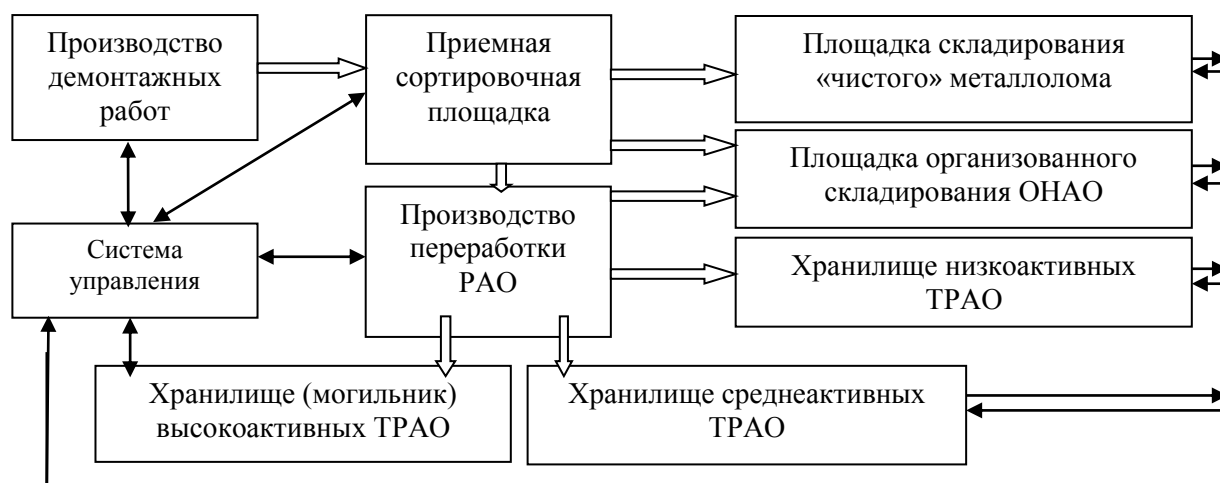 Производство
демонтажных
работ
Приемная
сортировочная
площадка
Площадка складирования
«чистого» металлолома
Площадка организованного
складирования ОНАО
Система
управления
Производство
переработки
РАО
Хранилище низкоактивных
ТРАО
Хранилище (могильник)
высокоактивных ТРАО
Хранилище среднеактивных
ТРАО